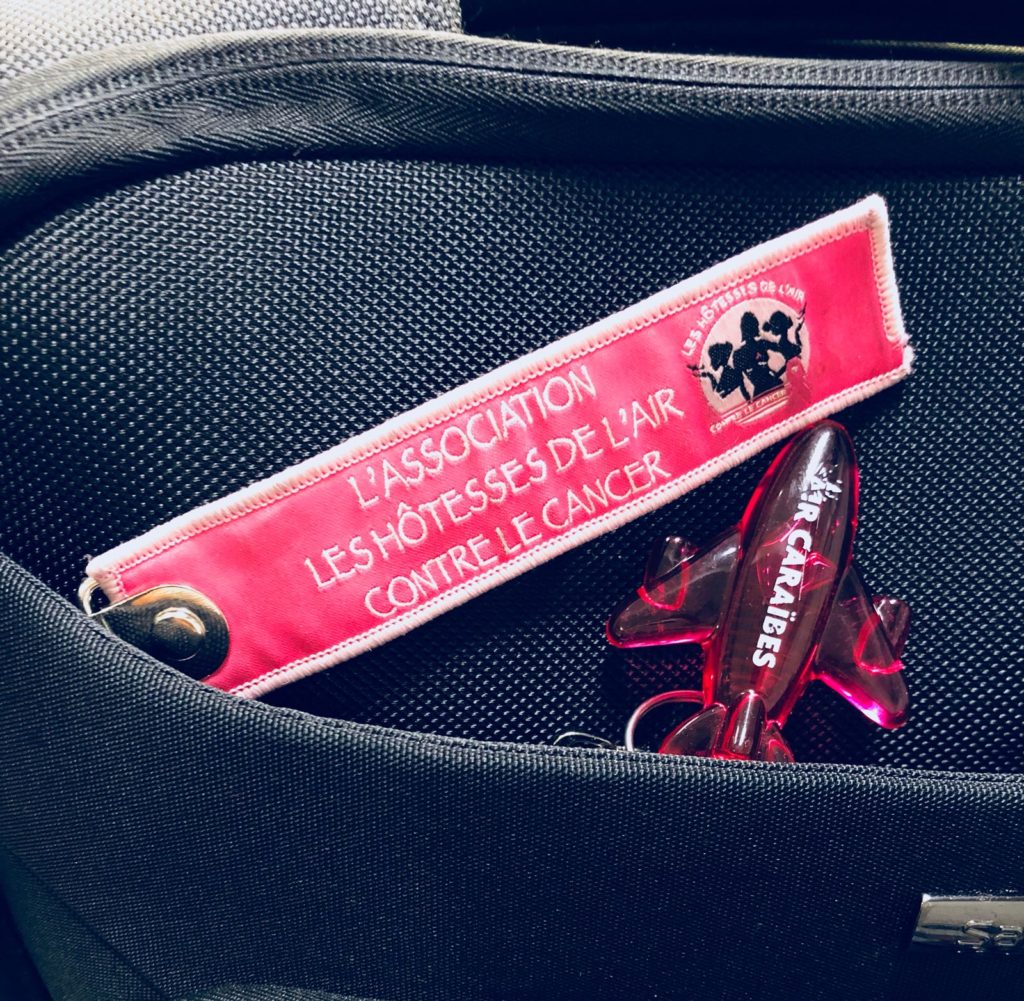 L'ASSOCIATION
LES HÔTESSES DE L'AIR
CONTRE LE CANCER
LES HÔTESSES DE L'AIR
CONTRE LE CANCER
AIR CARAÏBES